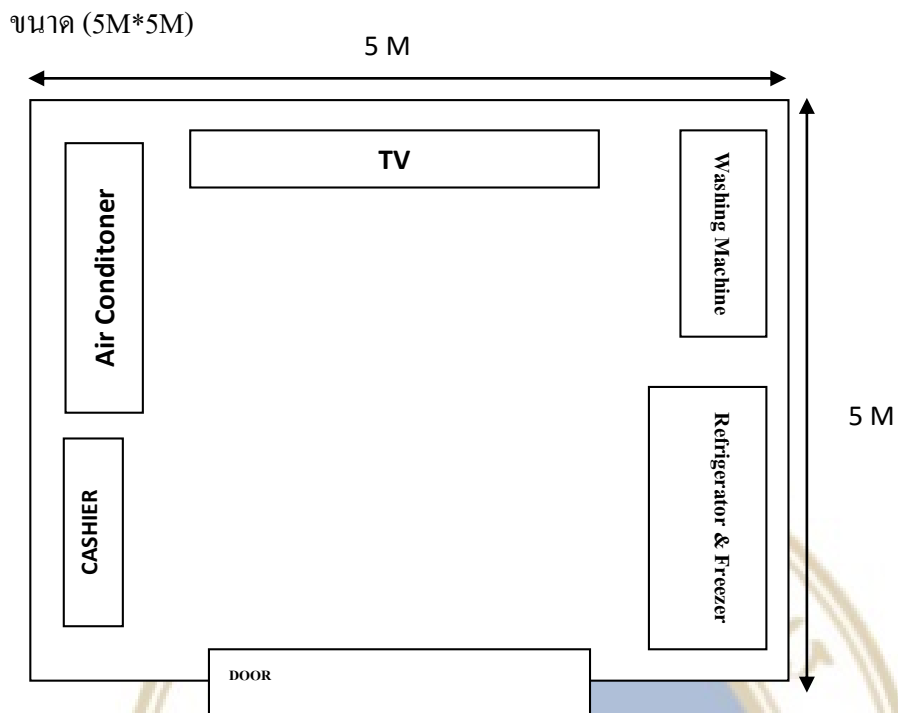 ขนาด (5M*5M)
5 M
TV
Washing Machine
Air Conditoner
5 M
Refrigerator & Freezer
CASHIER
DOOR